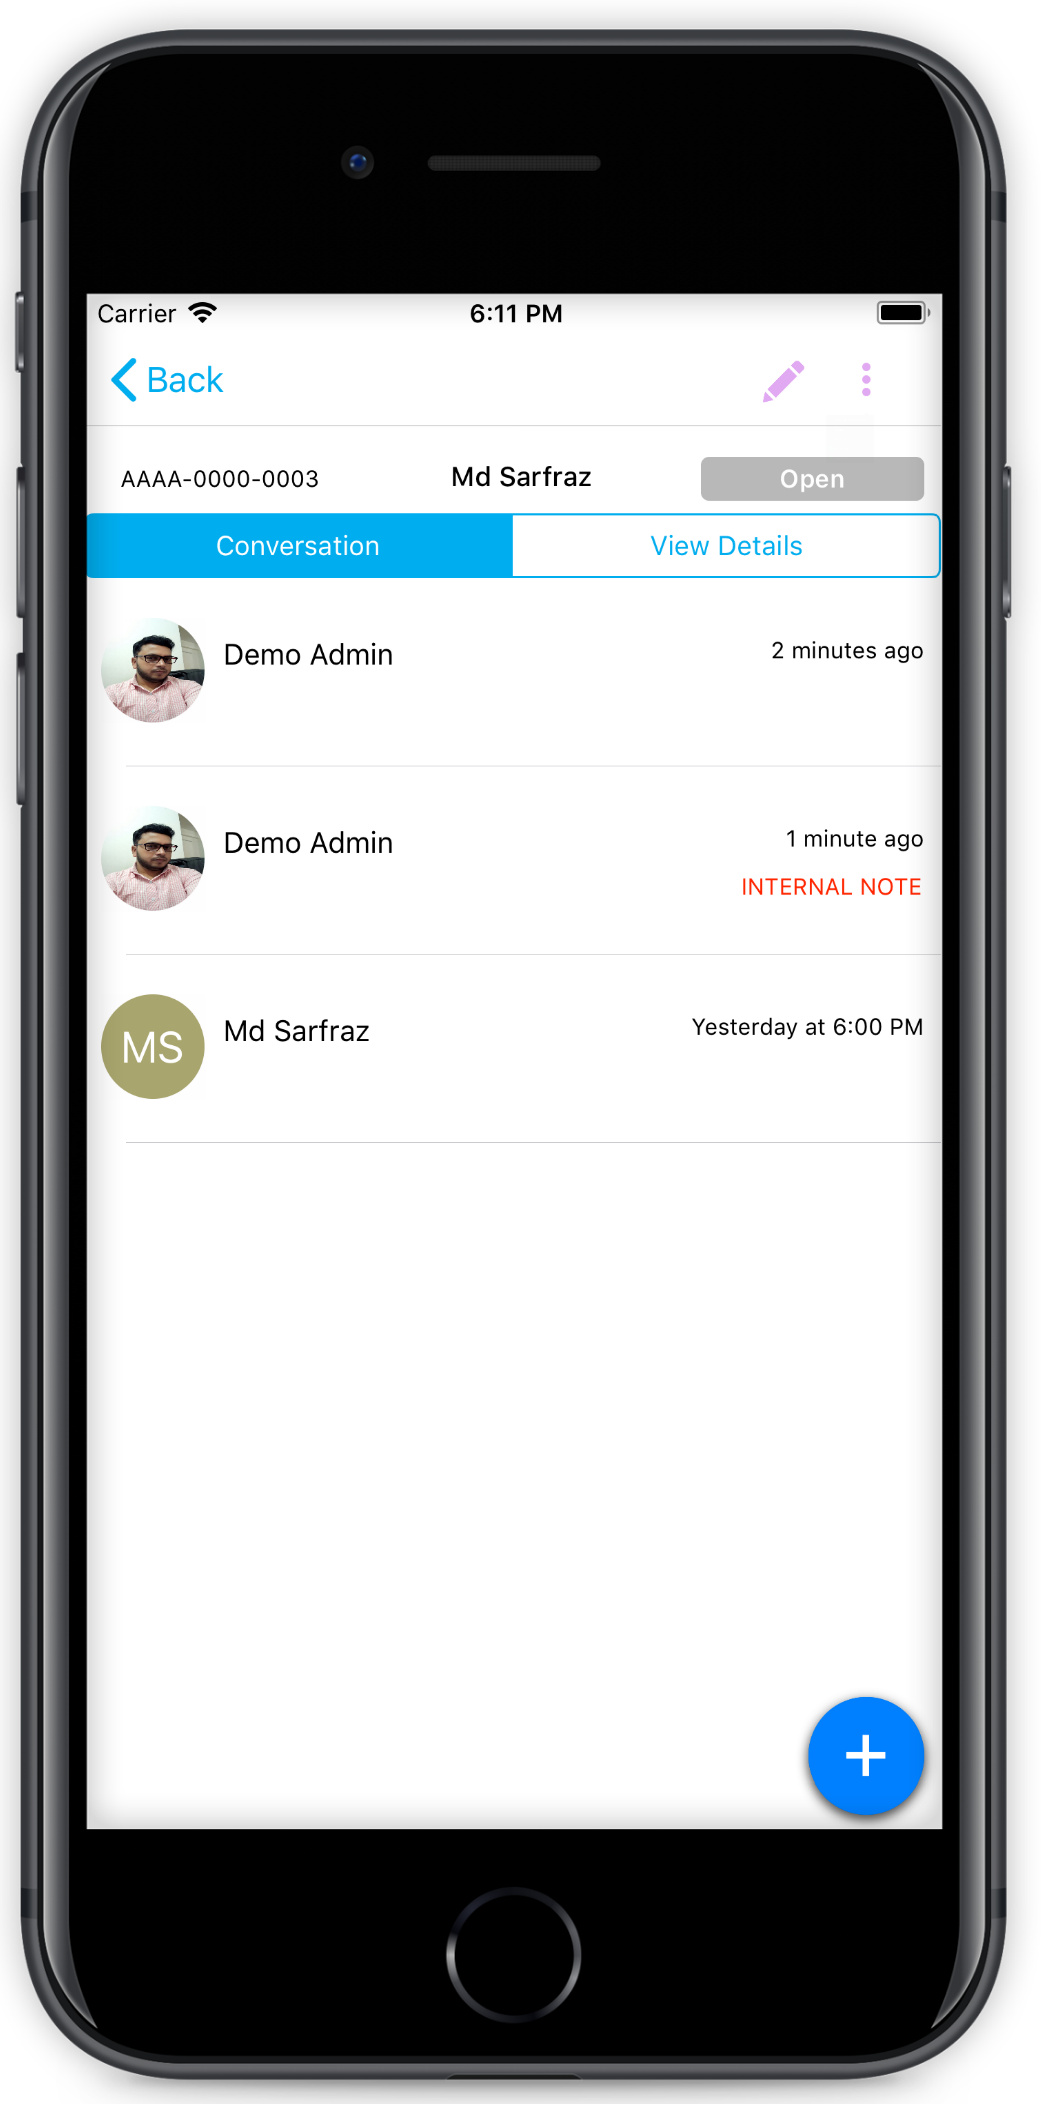 Carrier 6:11 PM
Back
AAAA-0000-0003 Md Sarfraz Open
Conversation View Details
Demo Admin 2 minutes ago
Demo Admin 1 minute ago
INTERNAL NOTE
MS Md Sarfraz Yesterday at 6:00 PM